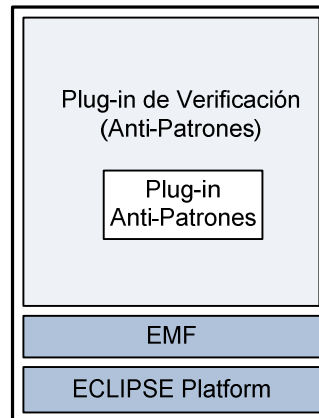 Plug-in de Verificación
(Anti-Patrones)
Plug-in
Anti-Patrones
EMF
ECLIPSE Platform